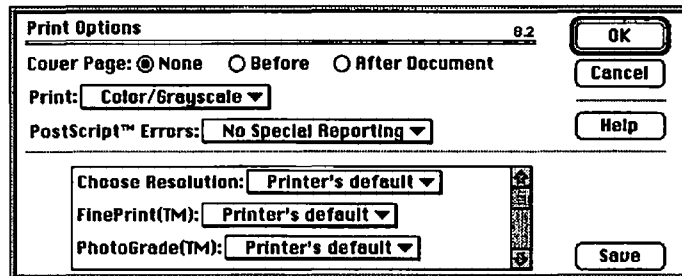 Print Options 8.2 OK
Cover Page: None Before After Document
Cancel
Print: Color/Grayscale
PostScript™ Errors: No Special Reporting
Help
Choose Resolution: Printer's default
FinePrint(TM): Printer's default
PhotoGrade(TM): Printer's default
Save